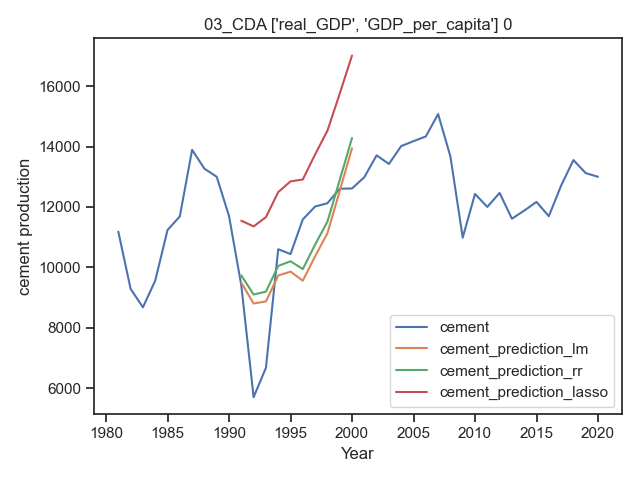 03_CDA ['real_GDP', 'GDP_per_capita'] 0
cement production
16000
14000
12000
10000
8000
6000
1980 1985 1990 1995 2000 2005 2010 2015 2020
Year
cement
cement_prediction_lm
cement_prediction_rr
cement_prediction_lasso